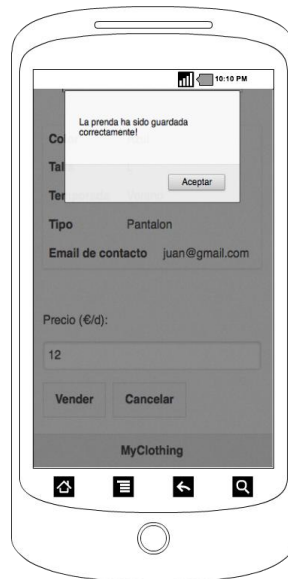 10:10 PM
La prenda ha sido guardada
correctamente!
Aceptar
Tipo Pantalon
Email de contacto juan@gmail.com
Precio (€/d):
12
Vender Cancelar
MyClothing